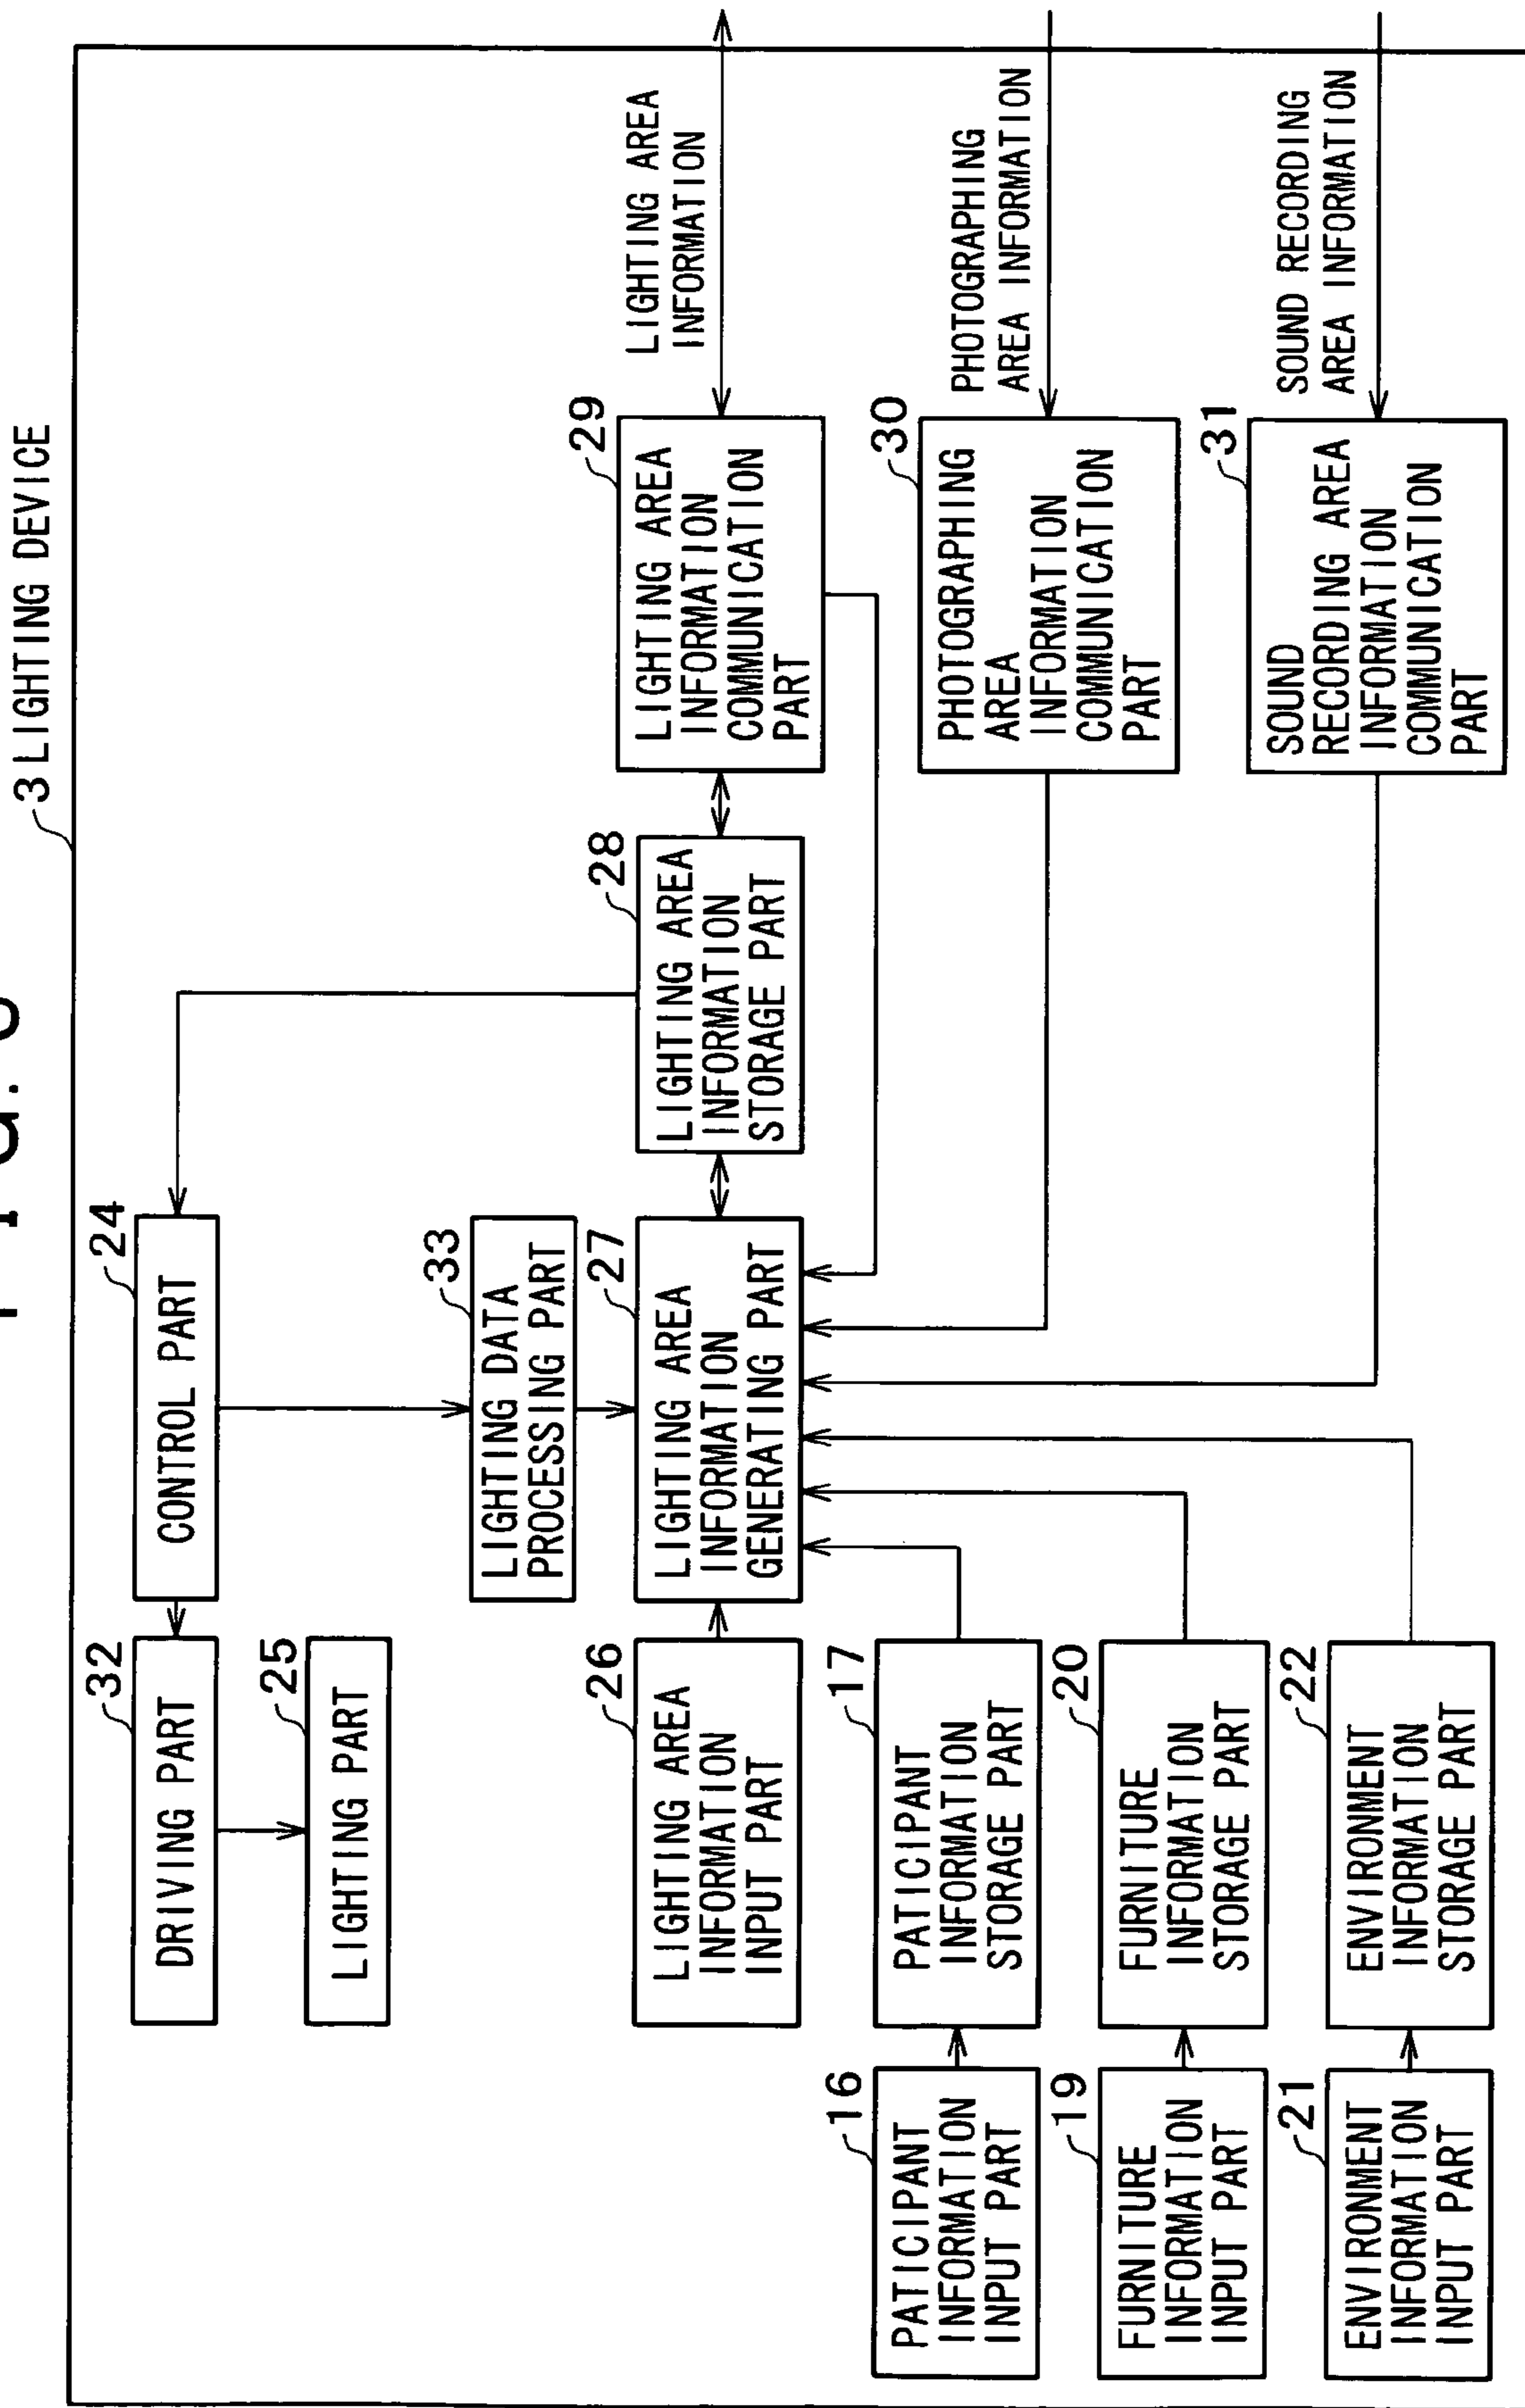 FIG.
3 LIGHTING DEVICE
32
DRIVING PART
24
CONTROL PART
25
LIGHTING PART
33
LIGHTING DATA
PROCESSING PART
26
LIGHTING AREA
INFORMATION
INPUT PART
27
LIGHTING AREA
INFORMATION
GENERATING PART
28
LIGHTING AREA
INFORMATION
STORAGE PART
29
LIGHTING AREA
INFORMATION
COMMUNICATION
PART
LIGHTING AREA
INFORMATION
16
PATICIPANT
INFORMATION
INPUT PART
17
PATICIPANT
INFORMATION
STORAGE PART
30
PHOTOGRAPHING
AREA
INFORMATION
COMMUNICATION
PART
PHOTOGRAPHING
AREA INFORMATION
19
FURNITURE
INFORMATION
INPUT PART
20
FURNITURE
INFORMATION
STORAGE PART
21
ENVIRONMENT
INFORMATION
INPUT PART
22
ENVIRONMENT
INFORMATION
STORAGE PART
31
SOUND
RECORDING AREA
INFORMATION
COMMUNICATION
PART
SOUND RECORDING
AREA INFORMATION